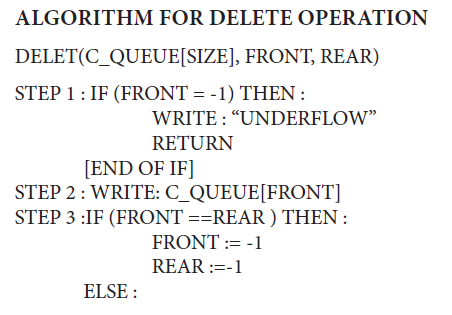 ALGORITHM FOR DELETE OPERATION
DELET(C_QUEUE[SIZE], FRONT, REAR)
STEP 1 : IF (FRONT = -1) THEN :
WRITE : “UNDERFLOW”
RETURN
[END OF IF]
STEP 2 : WRITE: C_QUEUE[FRONT]
STEP 3 :IF (FRONT ==REAR ) THEN :
FRONT := -1
REAR :=-1
ELSE :